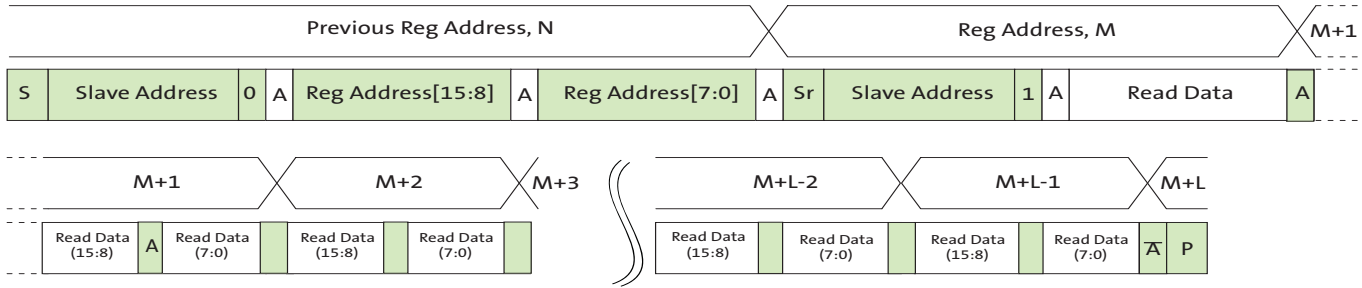 Previous Reg Address, N Reg Address, M M+1
S Slave Address 0 A Reg Address[15:8] A Reg Address[7:0] A Sr Slave Address 1 A Read Data A
M+1 M+2 M+3 M+L-2 M+L-1 M+L
Read Data A Read Data Read Data Read Data Read Data Read Data Read Data Read Data A̅ P
(15:8) (7:0) (15:8) (7:0) (15:8) (7:0) (15:8) (7:0)